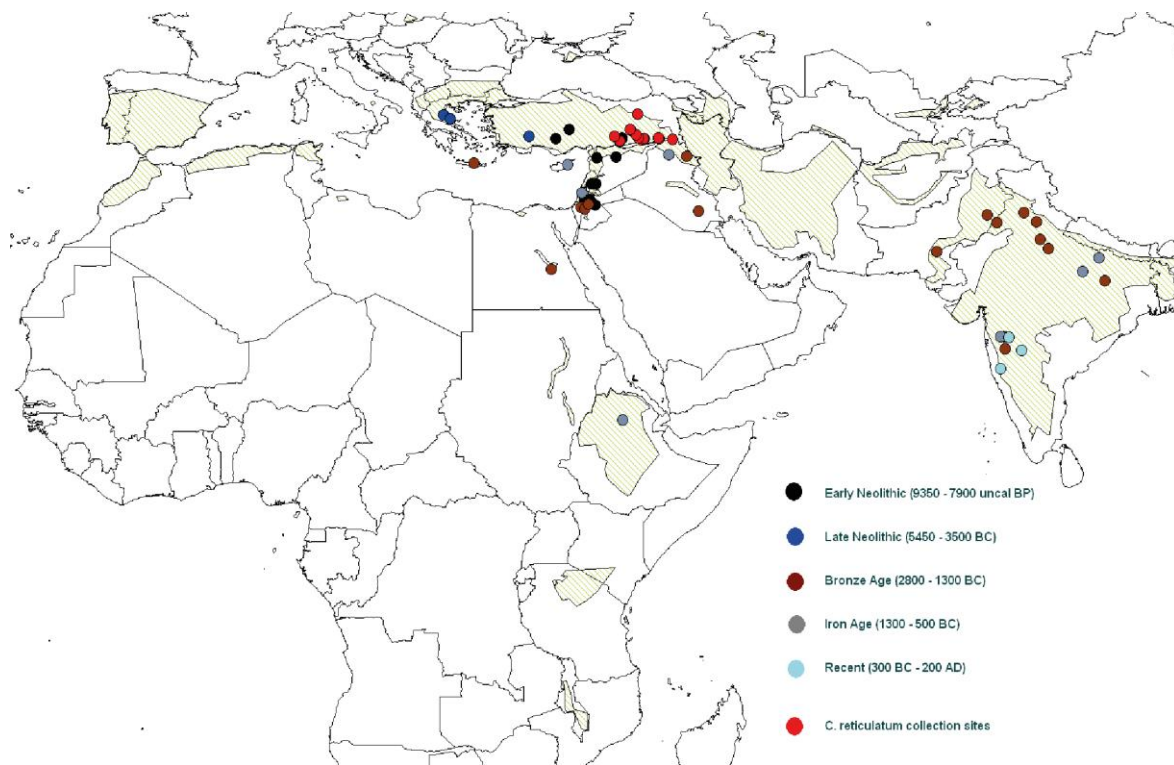 Early Neolithic (9350 - 7900 uncal BP)
Late Neolithic (5450 - 3500 BC)
Bronze Age (2800 - 1300 BC)
Iron Age (1300 - 500 BC)
Recent (300 BC - 200 AD)
C. reticulatum collection sites